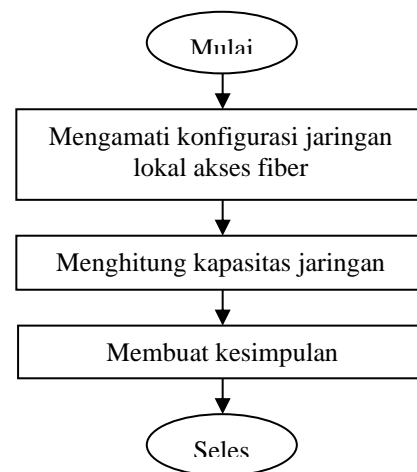 Mulai
Mengamati konfigurasi jaringan
lokal akses fiber
Menghitung kapasitas jaringan
Membuat kesimpulan
Seles